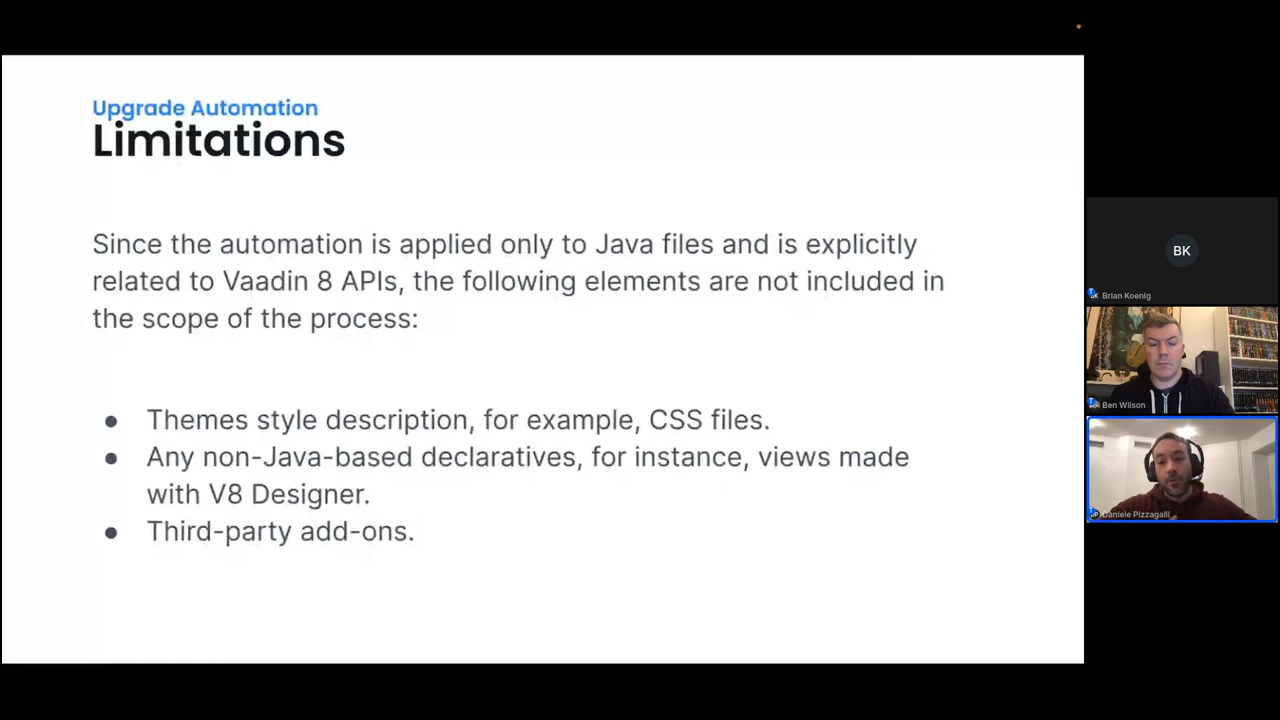 Upgrade Automation
Limitations
Since the automation is applied only to Java files and is explicitly
related to Vaadin 8 APIs, the following elements are not included in
the scope of the process:
● Themes style description, for example, CSS files.
● Any non-Java-based declaratives, for instance, views made
with V8 Designer.
● Third-party add-ons.
BK
Brian Koenig
Ben Wilson
Daniele Pizzagalli